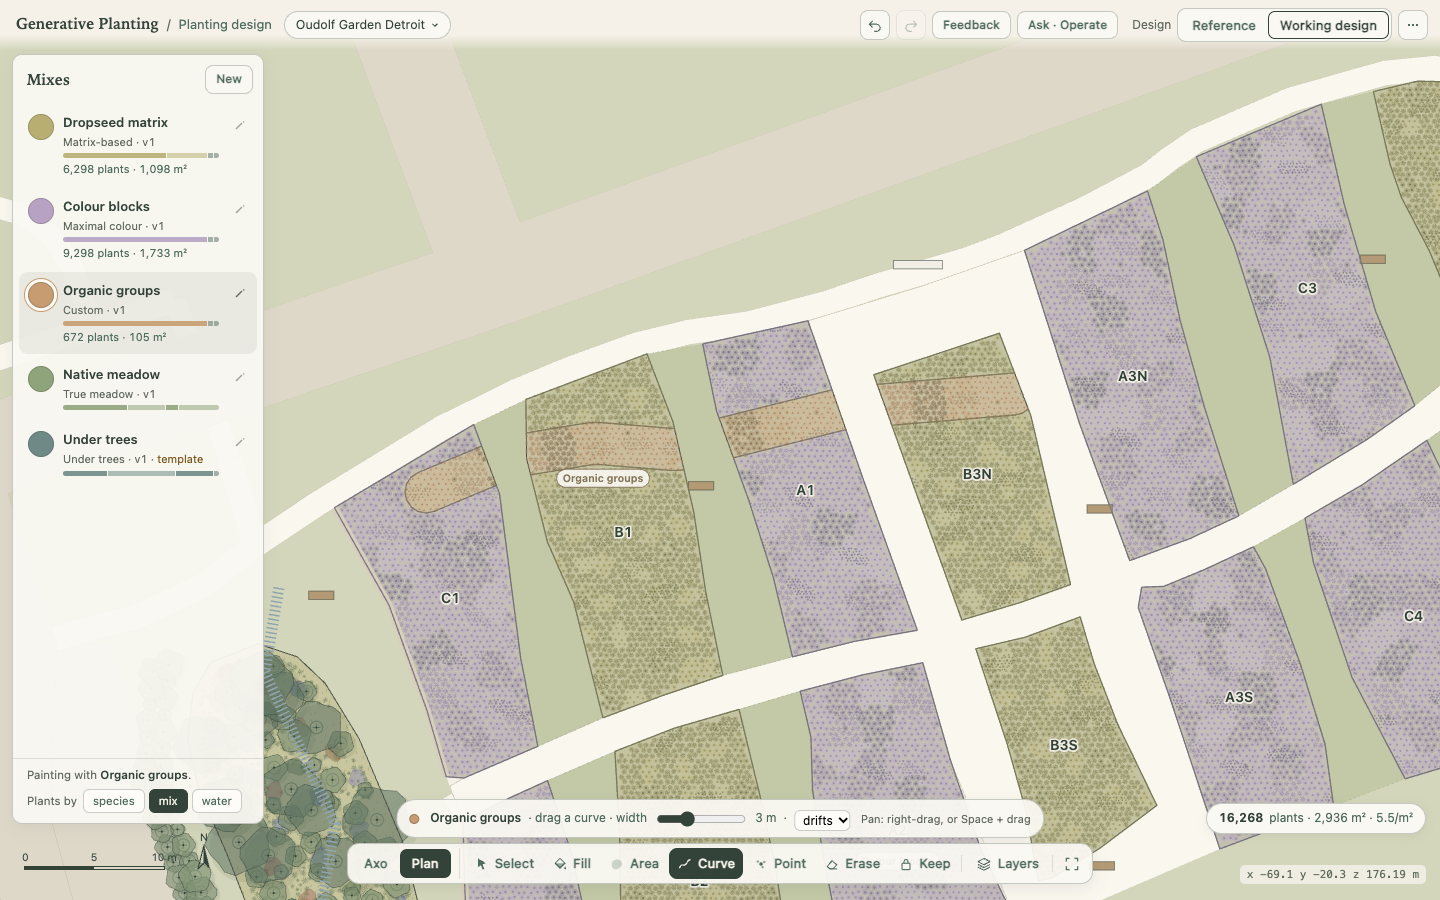 Generative Planting / Planting design Oudolf Garden Detroit
Feedback Ask · Operate Design Reference Working design
Mixes New
Dropseed matrix
Matrix-based · v1
6,298 plants · 1,098 m²
Colour blocks
Maximal colour · v1
9,298 plants · 1,733 m²
Organic groups
Custom · v1
672 plants · 105 m²
Native meadow
True meadow · v1
Under trees
Under trees · v1 · template
Painting with Organic groups.
Plants by species mix water
C3
A3N
B3N
Organic groups
A1
B1
C1
C4
A3S
B3S
Organic groups · drag a curve · width 3 m · drifts Pan: right-drag, or Space + drag
16,268 plants · 2,936 m² · 5.5/m²
N
0 5 10 m
Axo Plan Select Fill Area Curve Point Erase Keep Layers
x −69.1 y −20.3 z 176.19 m